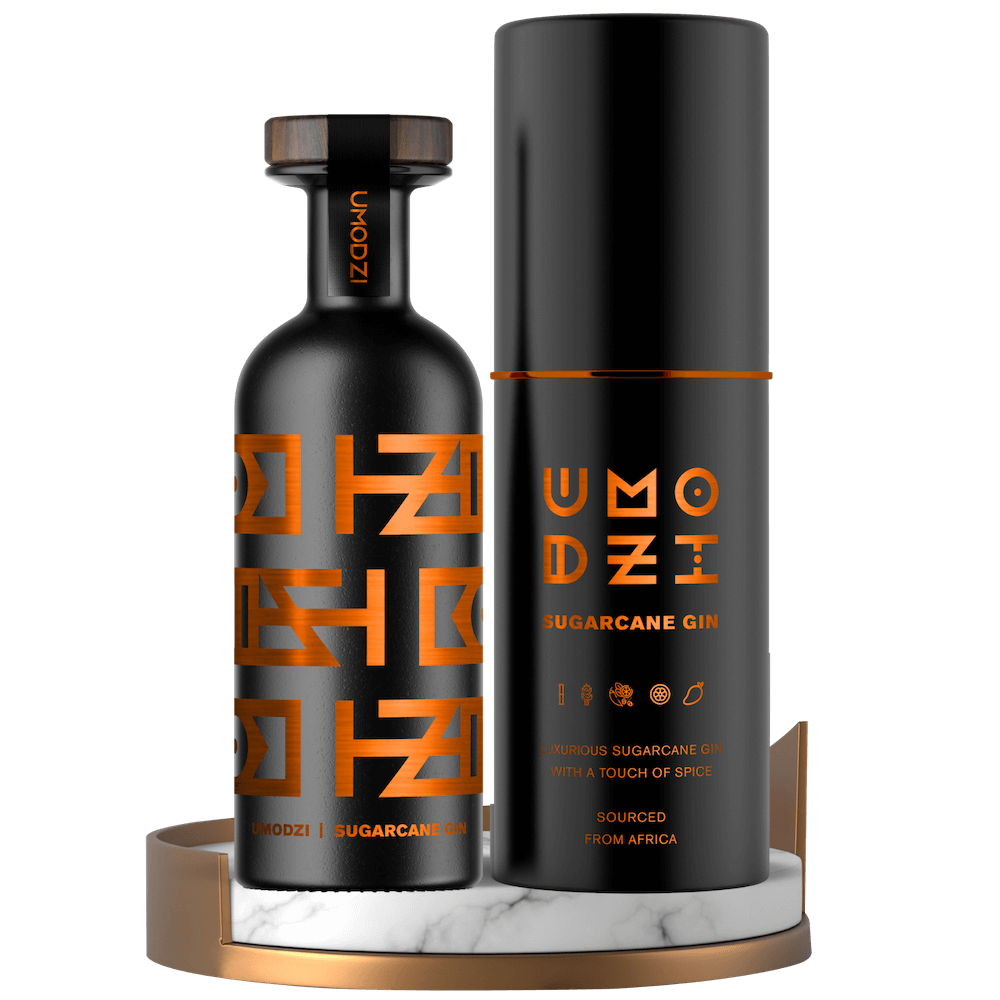 UMODZI
UMODZI | SUGARCANE GIN
UMO
DZI
SUGARCANE GIN
LUXURIOUS SUGARCANE GIN
WITH A TOUCH OF SPICE
SOURCED
FROM AFRICA